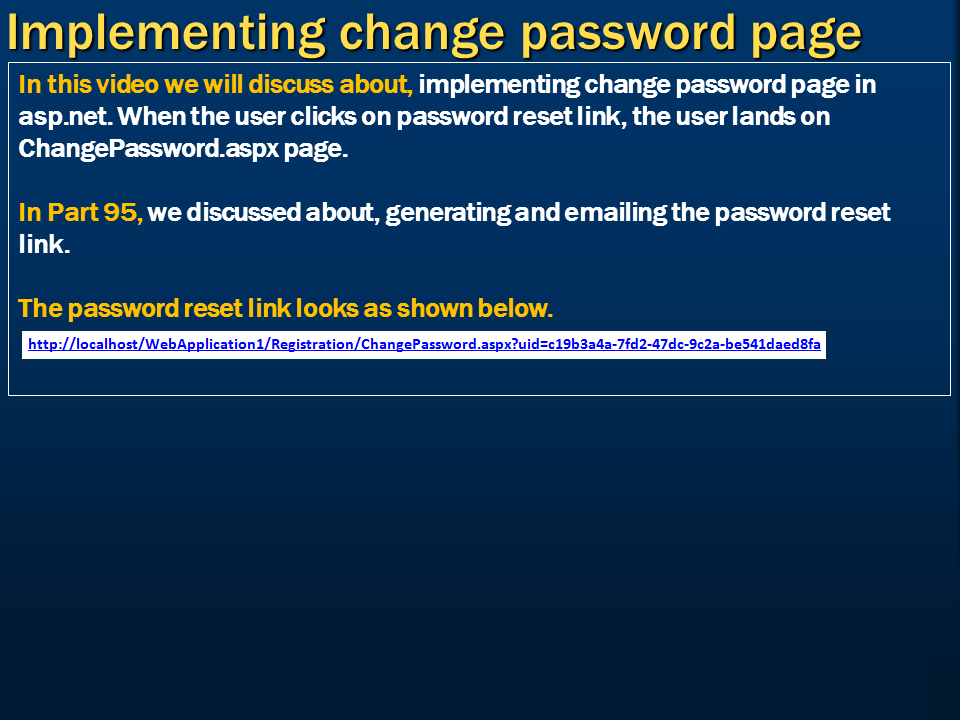 Implementing change password page
In this video we will discuss about, implementing change password page in
asp.net. When the user clicks on password reset link, the user lands on
ChangePassword.aspx page.
In Part 95, we discussed about, generating and emailing the password reset
link.
The password reset link looks as shown below.
http://localhost/WebApplication1/Registration/ChangePassword.aspx?uid=c19b3a4a-7fd2-47dc-9c2a-be541daed8fa